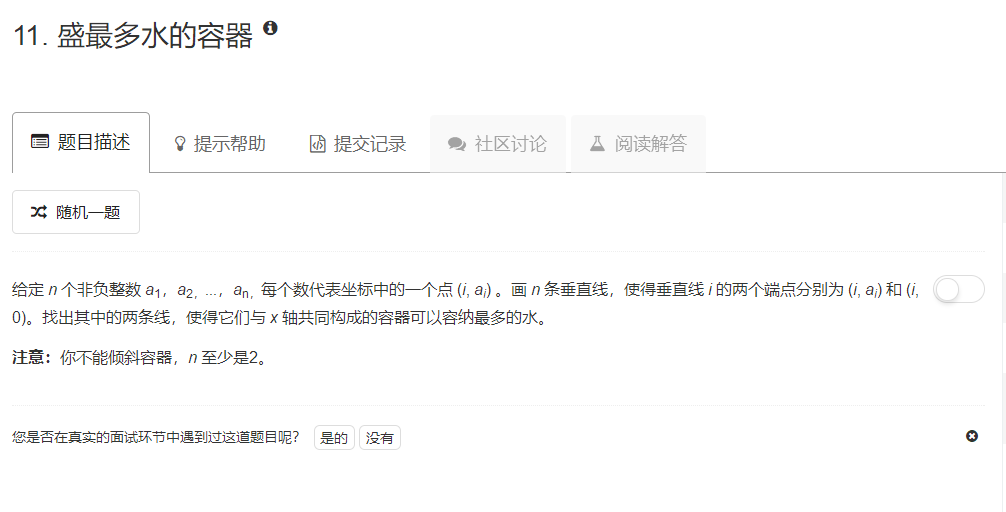 11. 盛最多水的容器
题目描述 提示帮助 提交记录 社区讨论 阅读解答
随机一题
给定 n 个非负整数 a1，a2，...，an，每个数代表坐标中的一个点 (i, ai) 。画 n 条垂直线，使得垂直线 i 的两个端点分别为 (i, ai) 和 (i,
0)。找出其中的两条线，使得它们与 x 轴共同构成的容器可以容纳最多的水。
注意：你不能倾斜容器，n 至少是2。
您是否在真实的面试环节中遇到过这道题目呢？ 是的 没有